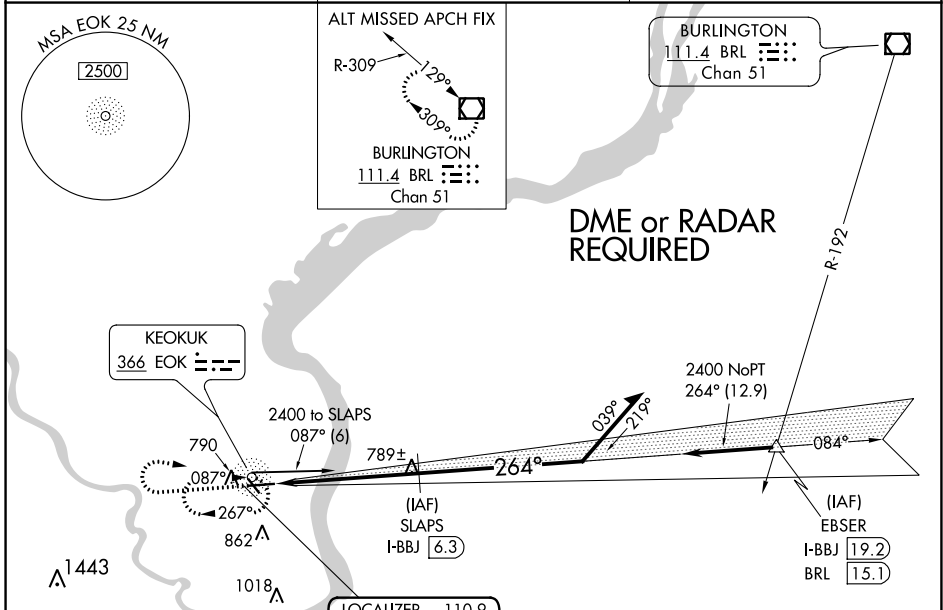 MSA EOK 25 NM
2500
ALT MISSED APCH FIX
R-309
129°
309°
BURLINGTON
111.4 BRL
Chan 51
BURLINGTON
111.4 BRL
Chan 51
DME or RADAR
REQUIRED
R-192
KEOKUK
366 EOK
2400 to SLAPS
087° (6)
2400 NoPT
264° (12.9)
039°
219°
790
789±
087°
264°
084°
267°
(IAF)
SLAPS
I-BBJ 6.3
(IAF)
EBSER
I-BBJ 19.2
BRL 15.1
862
1443
1018
LOCALIZER 110.9